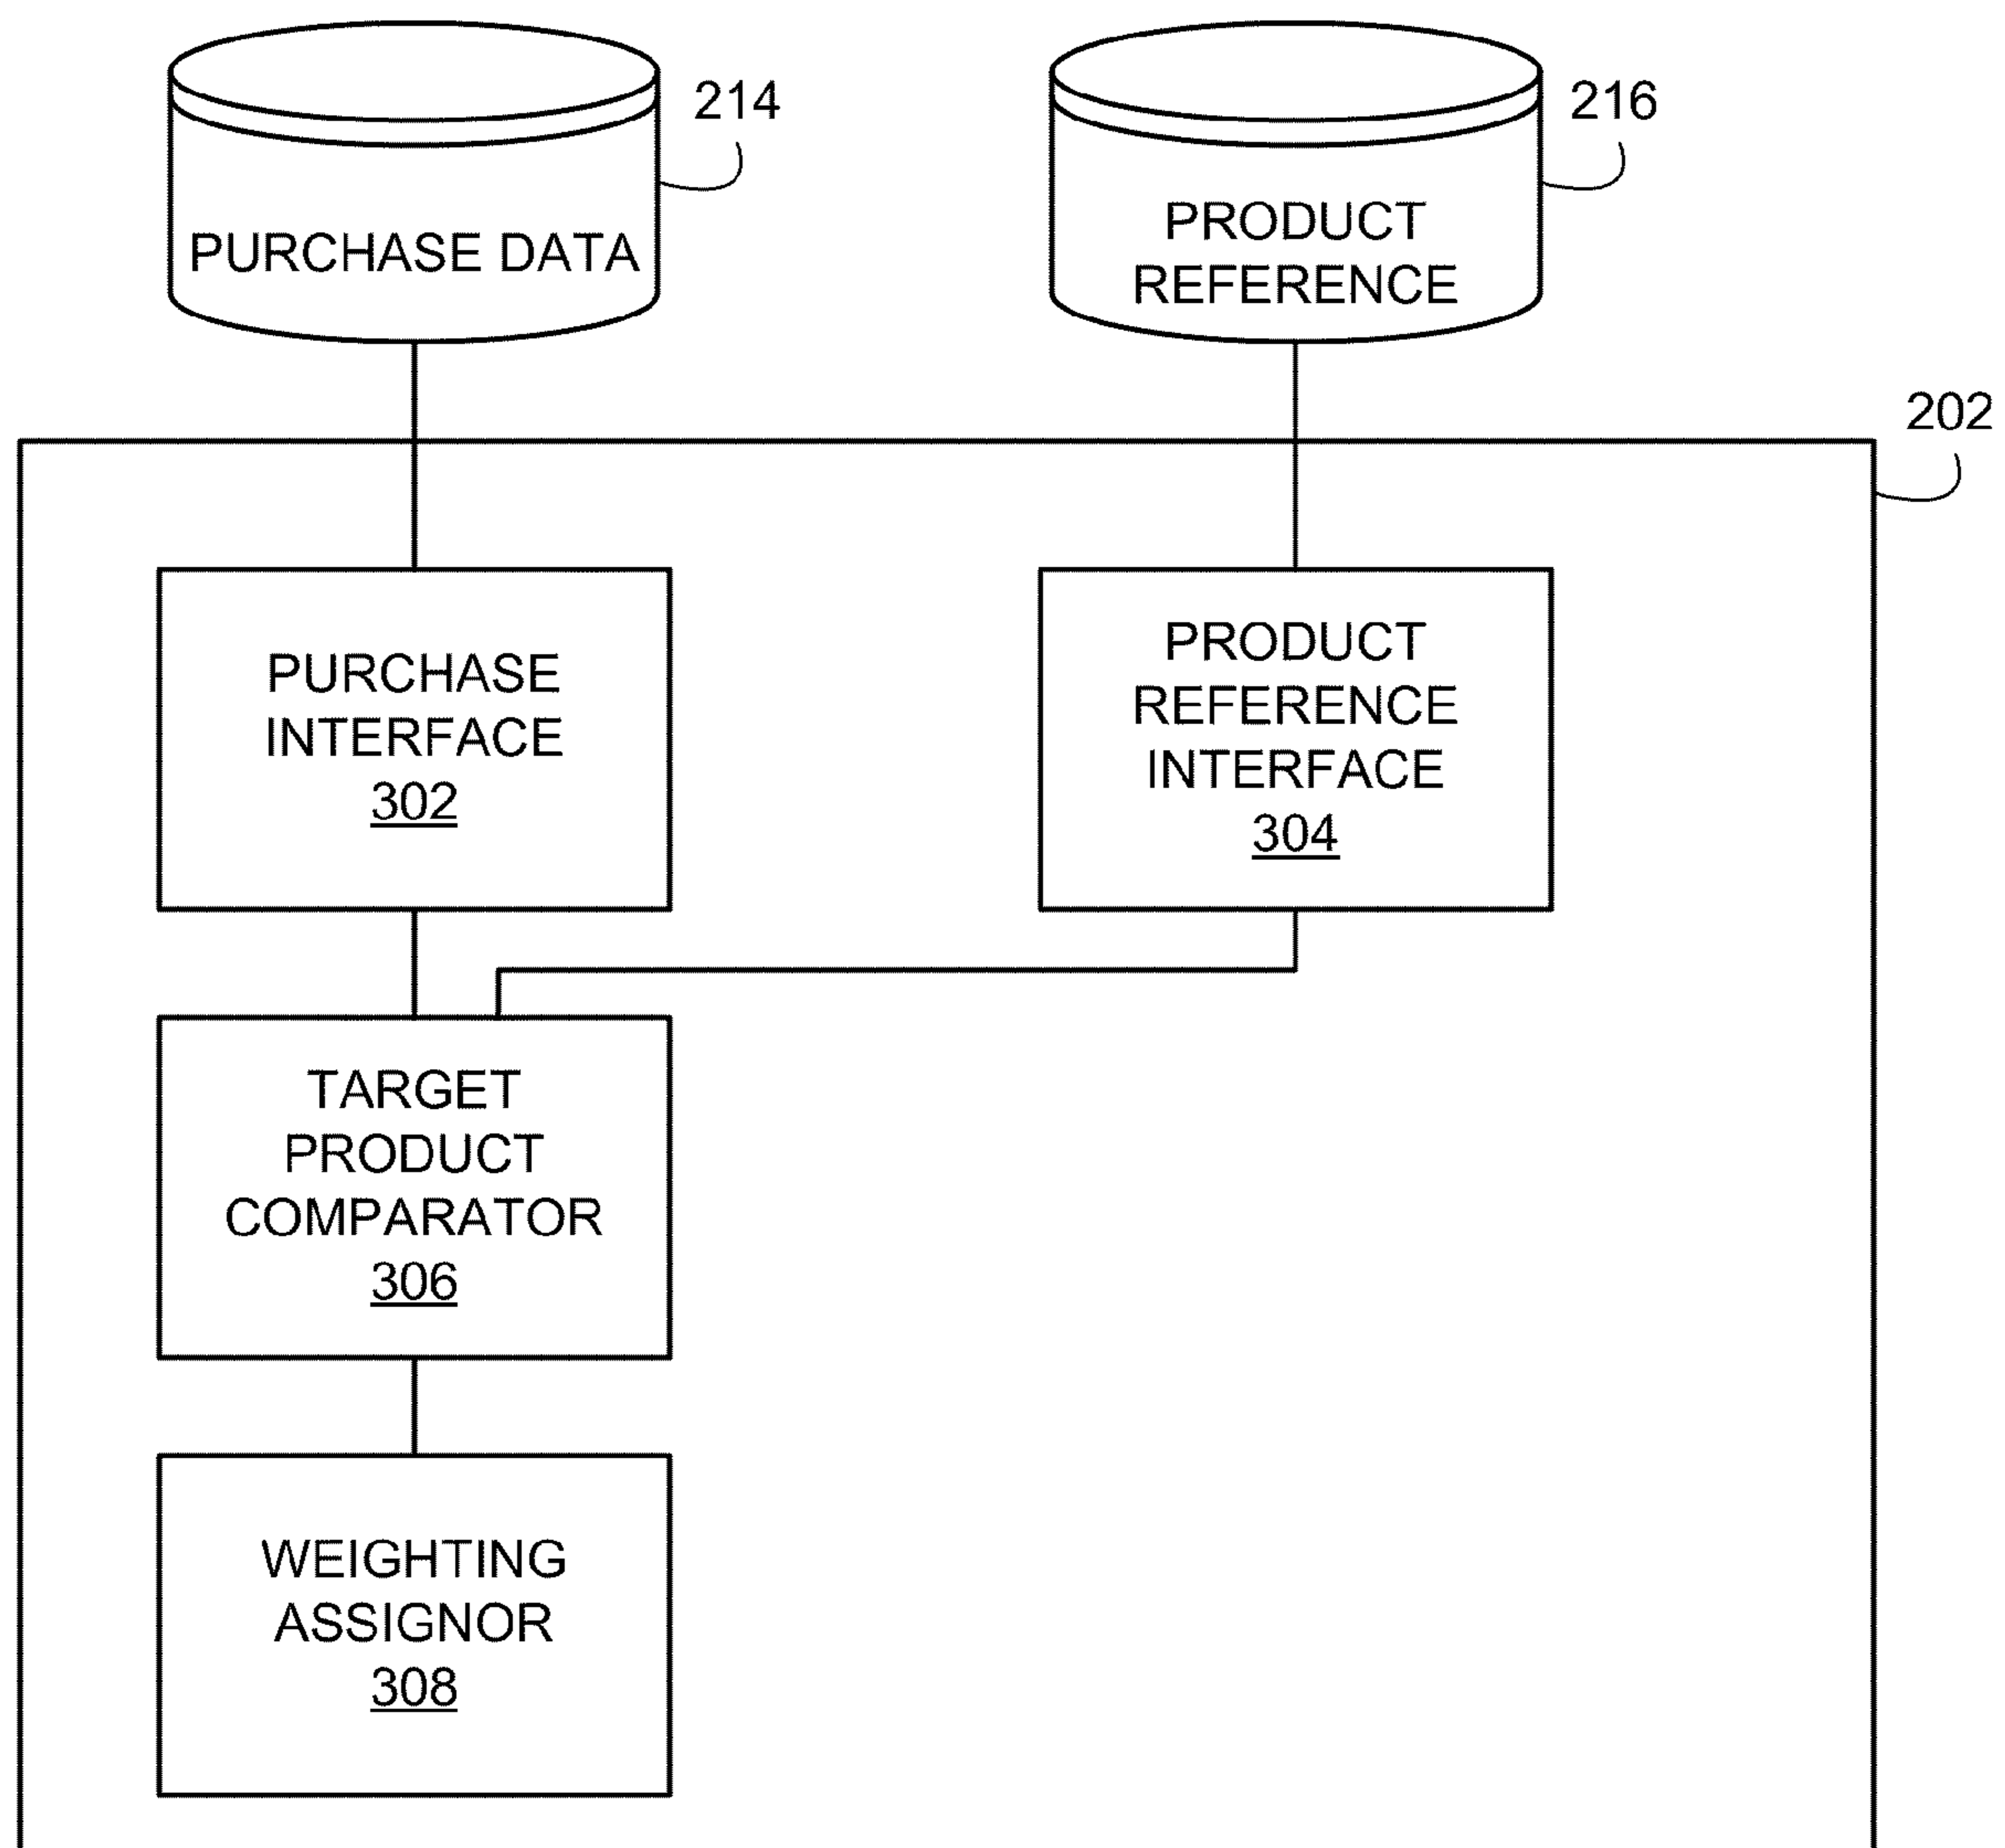 214
216
PURCHASE DATA
PRODUCT
REFERENCE
202
PURCHASE
INTERFACE
302
PRODUCT
REFERENCE
INTERFACE
304
TARGET
PRODUCT
COMPARATOR
306
WEIGHTING
ASSIGNOR
308